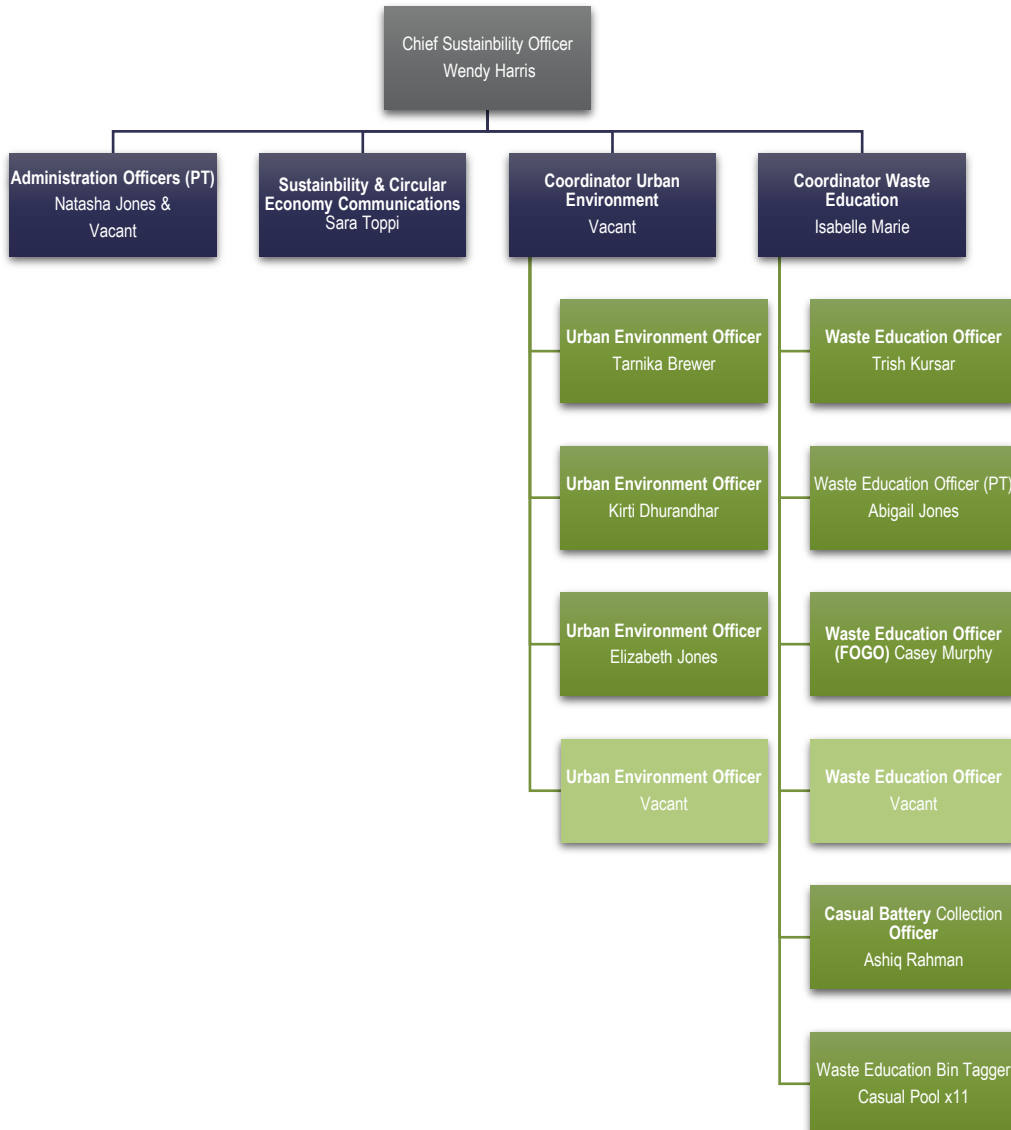 Chief Sustainbility Officer
Wendy Harris
Administration Officers (PT)
Natasha Jones &
Vacant
Sustainbility & Circular
Economy Communications
Sara Toppi
Coordinator Urban
Environment
Vacant
Coordinator Waste
Education
Isabelle Marie
Urban Environment Officer
Tarnika Brewer
Urban Environment Officer
Kirti Dhurandhar
Urban Environment Officer
Elizabeth Jones
Urban Environment Officer
Vacant
Waste Education Officer
Trish Kursar
Waste Education Officer (PT)
Abigail Jones
Waste Education Officer
(FOGO) Casey Murphy
Waste Education Officer
Vacant
Casual Battery Collection
Officer
Ashiq Rahman
Waste Education Bin Tagger
Casual Pool x11